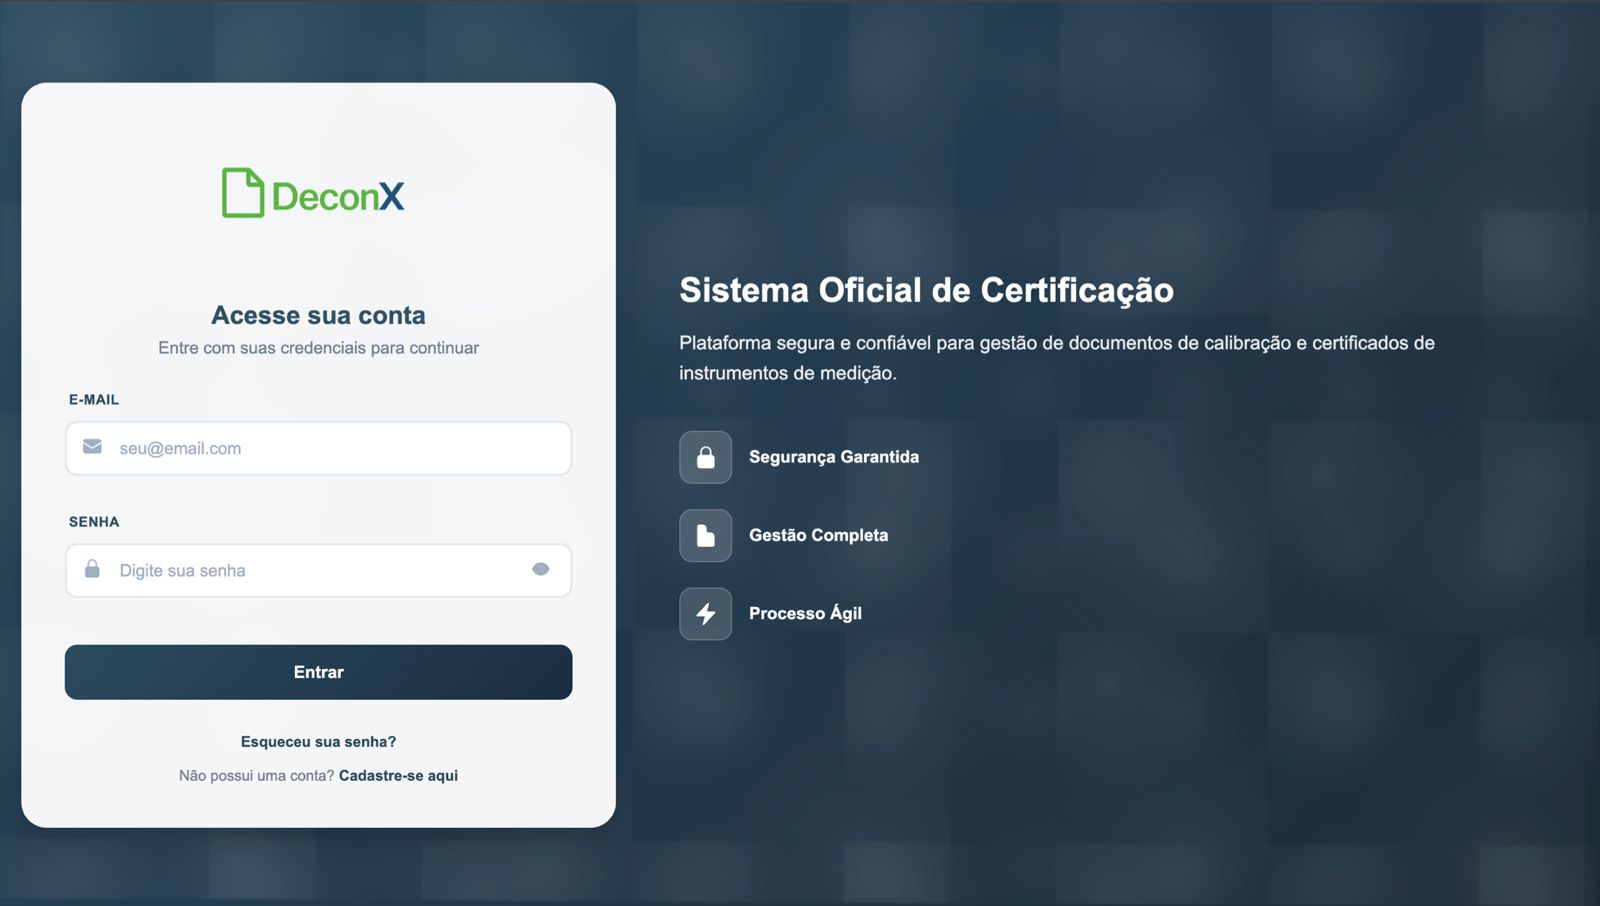 DeconX
Acesse sua conta
Entre com suas credenciais para continuar
E-MAIL
seu@email.com
SENHA
Digite sua senha
Entrar
Esqueceu sua senha?
Não possui uma conta? Cadastre-se aqui
Sistema Oficial de Certificação
Plataforma segura e confiável para gestão de documentos de calibração e certificados de
instrumentos de medição.
Segurança Garantida
Gestão Completa
Processo Ágil